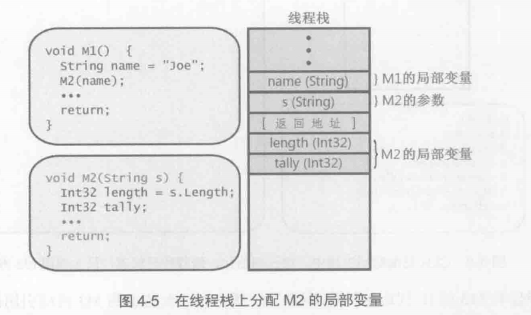 线程栈
void M1() {
String name = "Joe";
M2(name);
•••
return;
}
name (String)
M1的局部变量
s (String)
M2的参数
[ 返 回 地 址 ]
length (Int32)
tally (Int32)
M2的局部变量
void M2(String s) {
Int32 length = s.Length;
Int32 tally;
•••
return;
}
图 4-5 在线程栈上分配 M2 的局部变量